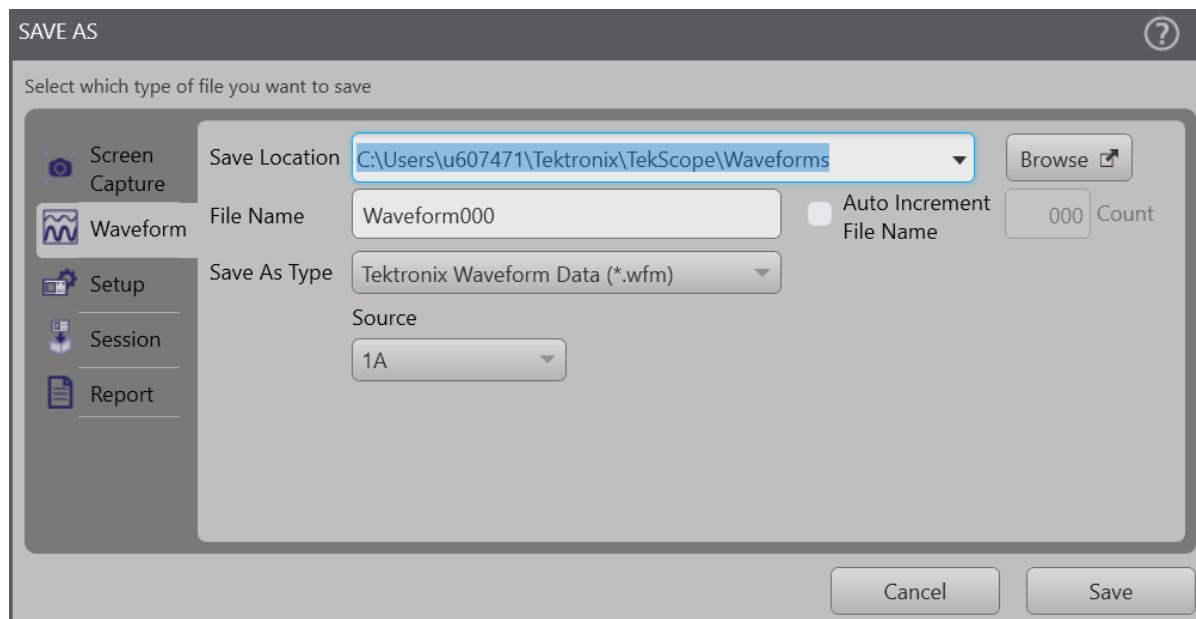 SAVE AS
?
Select which type of file you want to save
Screen
Capture
Waveform
Setup
Session
Report
Save Location C:\Users\u607471\Tektronix\TekScope\Waveforms Browse
File Name Waveform000
Auto Increment
File Name
000 Count
Save As Type Tektronix Waveform Data (*.wfm)
Source
1A
Cancel Save